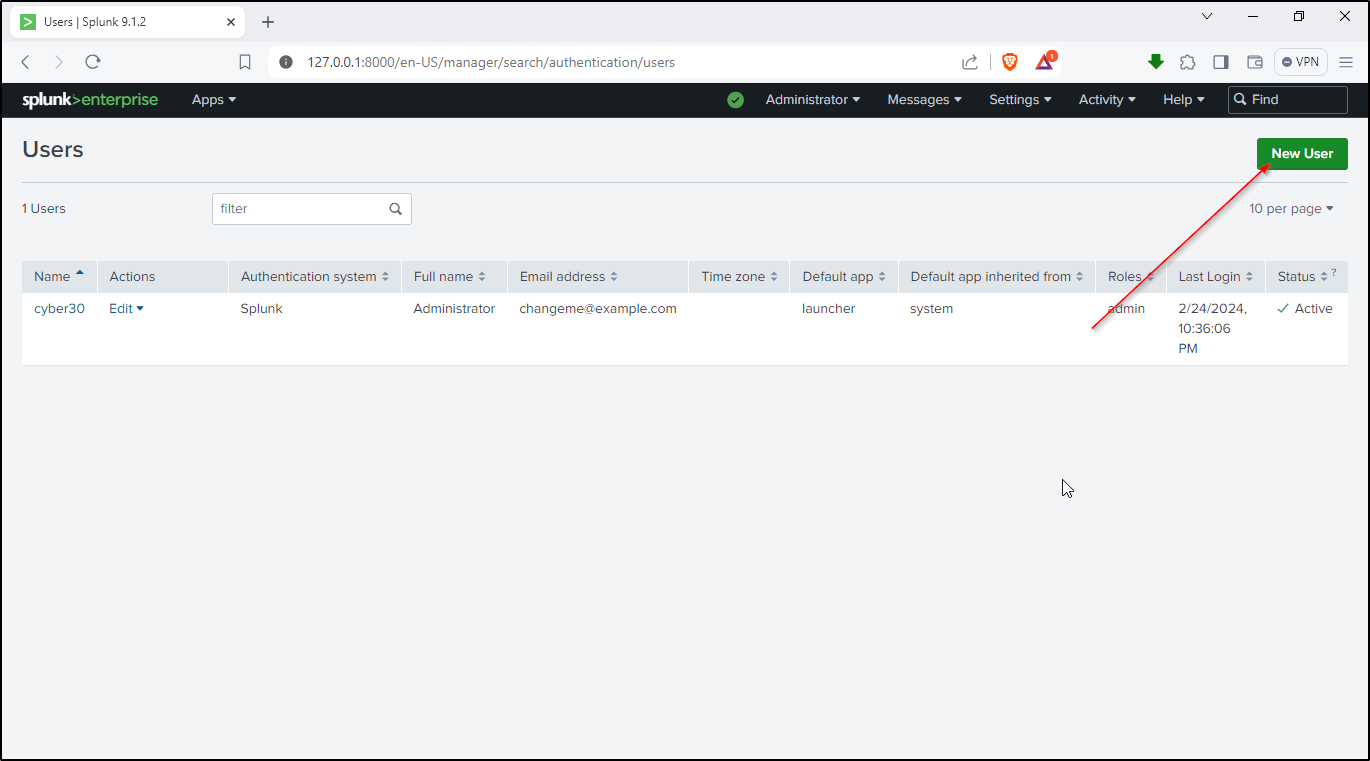 Users | Splunk 9.1.2
127.0.0.1:8000/en-US/manager/search/authentication/users
1
VPN
splunk>enterprise Apps Administrator Messages Settings Activity Help Find
Users
New User
1 Users filter 10 per page
Name Actions Authentication system Full name Email address Time zone Default app Default app inherited from Roles Last Login Status ?
cyber30 Edit Splunk Administrator changeme@example.com launcher system admin 2/24/2024, Active
10:36:06
PM